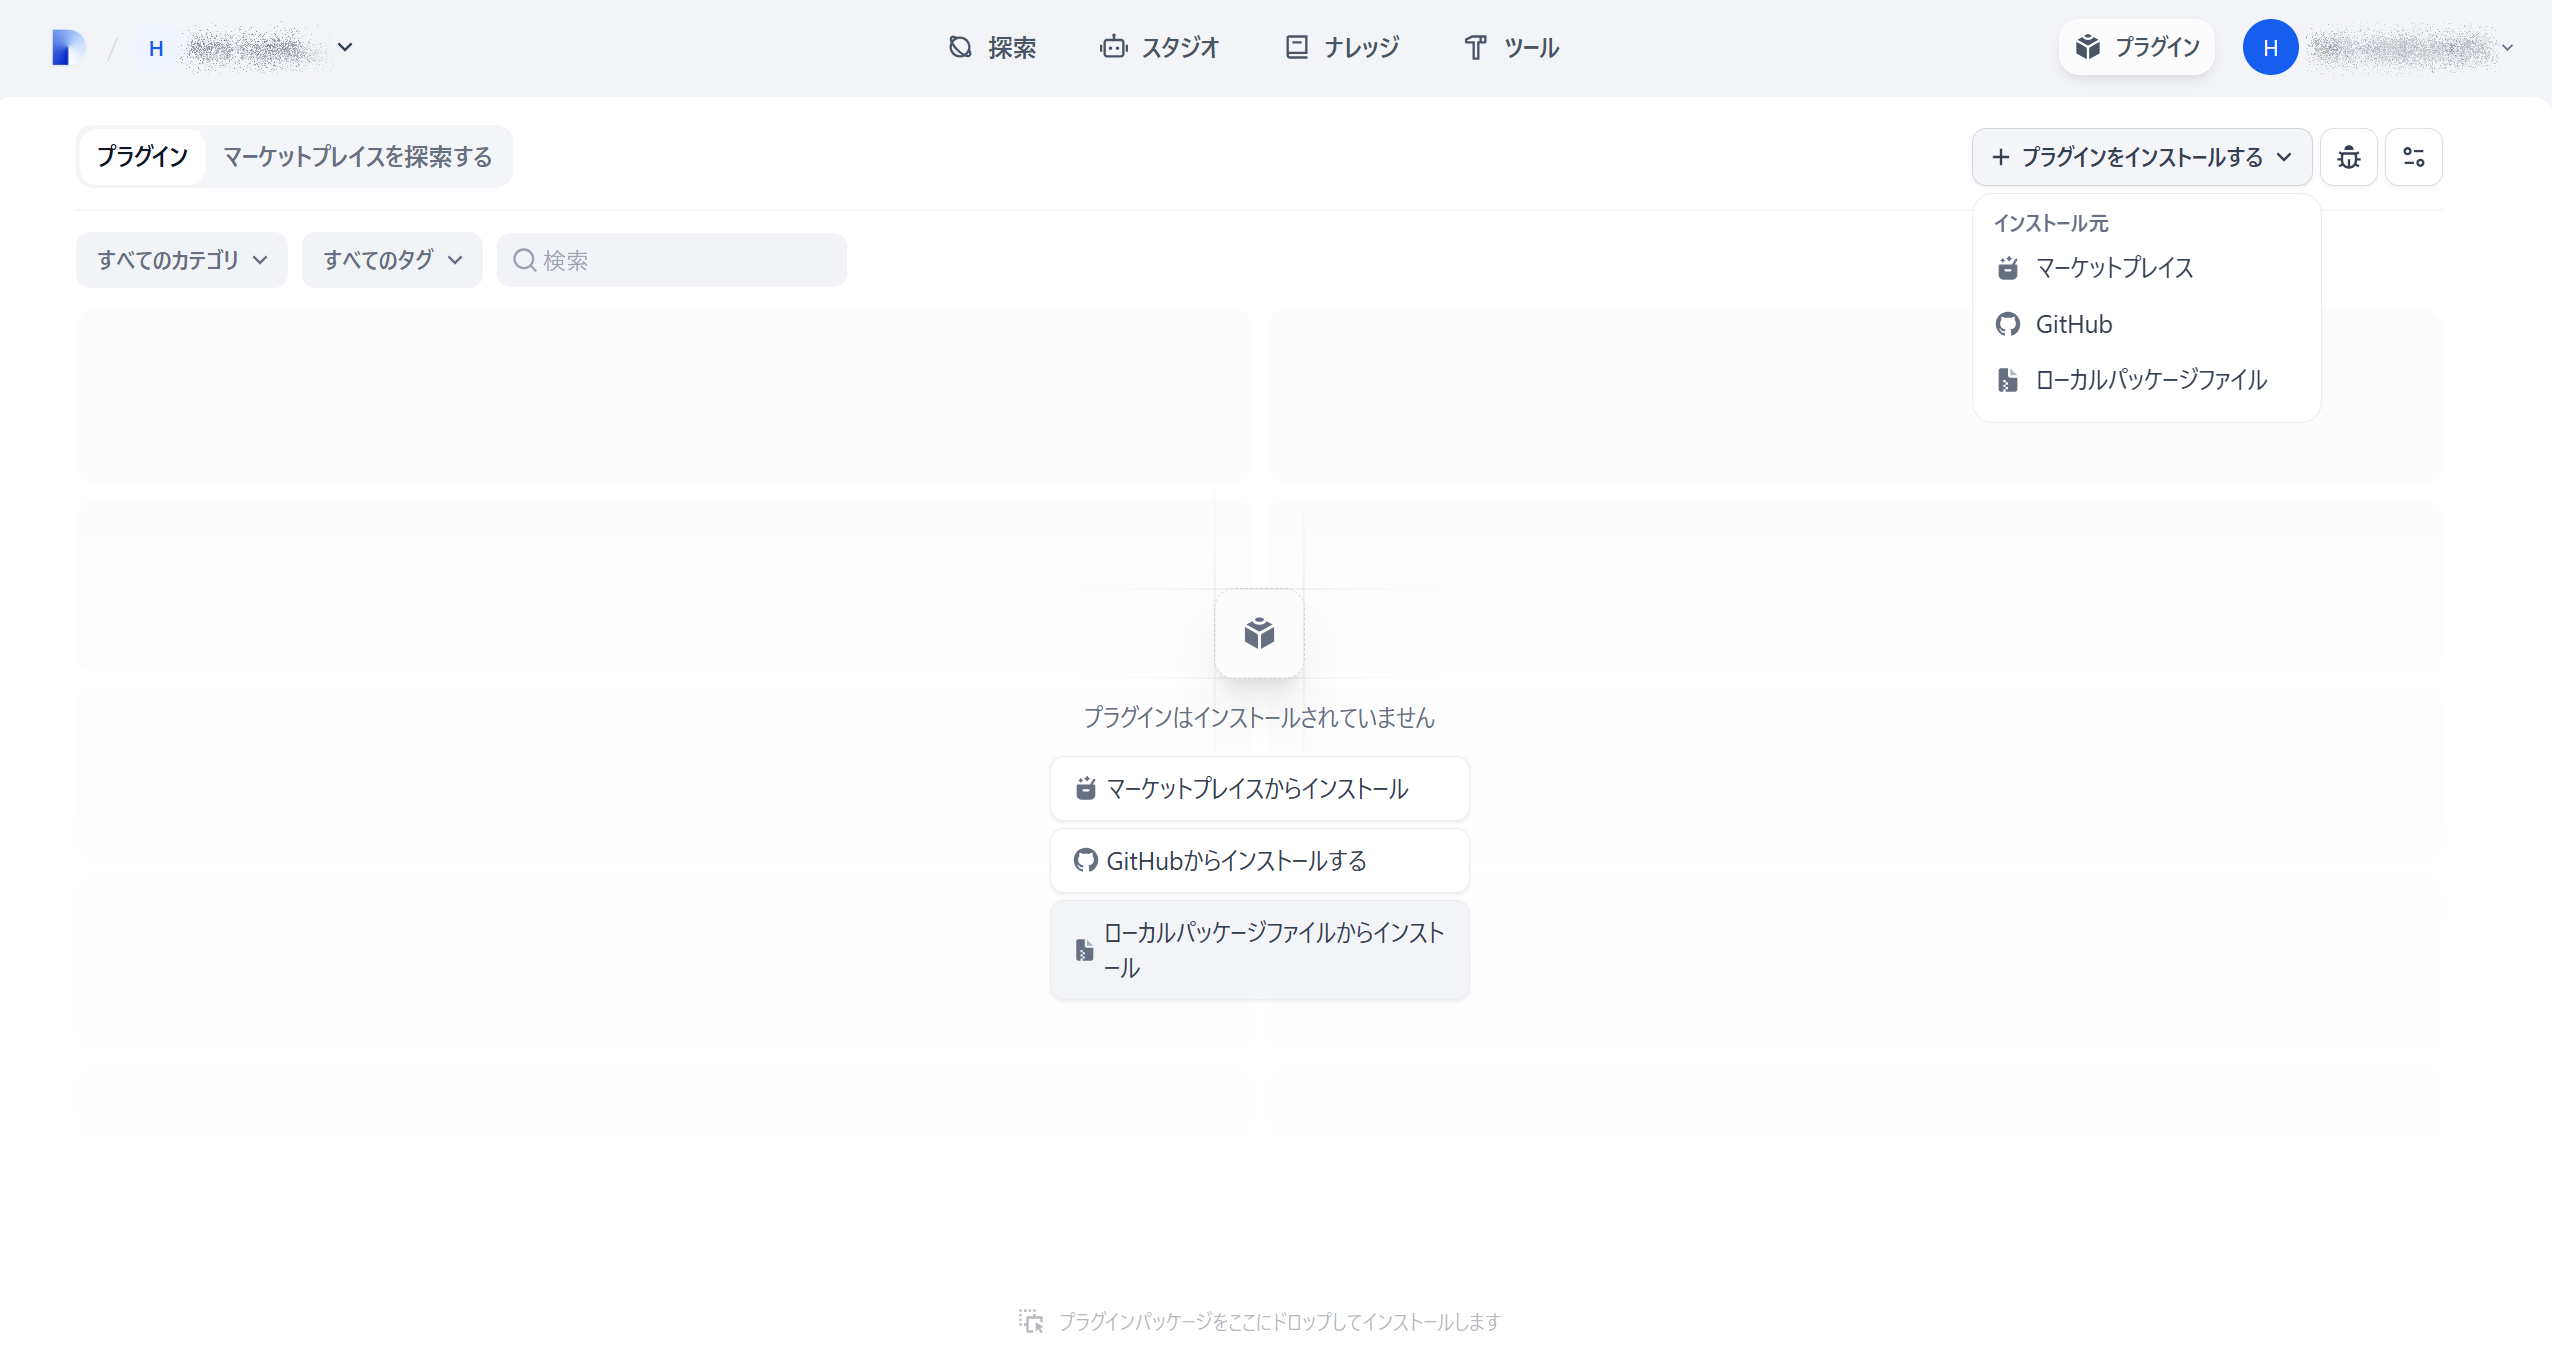 H
探索
スタジオ
ナレッジ
ツール
プラグイン
H
プラグイン
マーケットプレイスを探索する
プラグインをインストールする
インストール元
マーケットプレイス
GitHub
ローカルパッケージファイル
すべてのカテゴリ
すべてのタグ
検索
プラグインはインストールされていません
マーケットプレイスからインストール
GitHubからインストールする
ローカルパッケージファイルからインスト
ール
プラグインパッケージをここにドロップしてインストールします